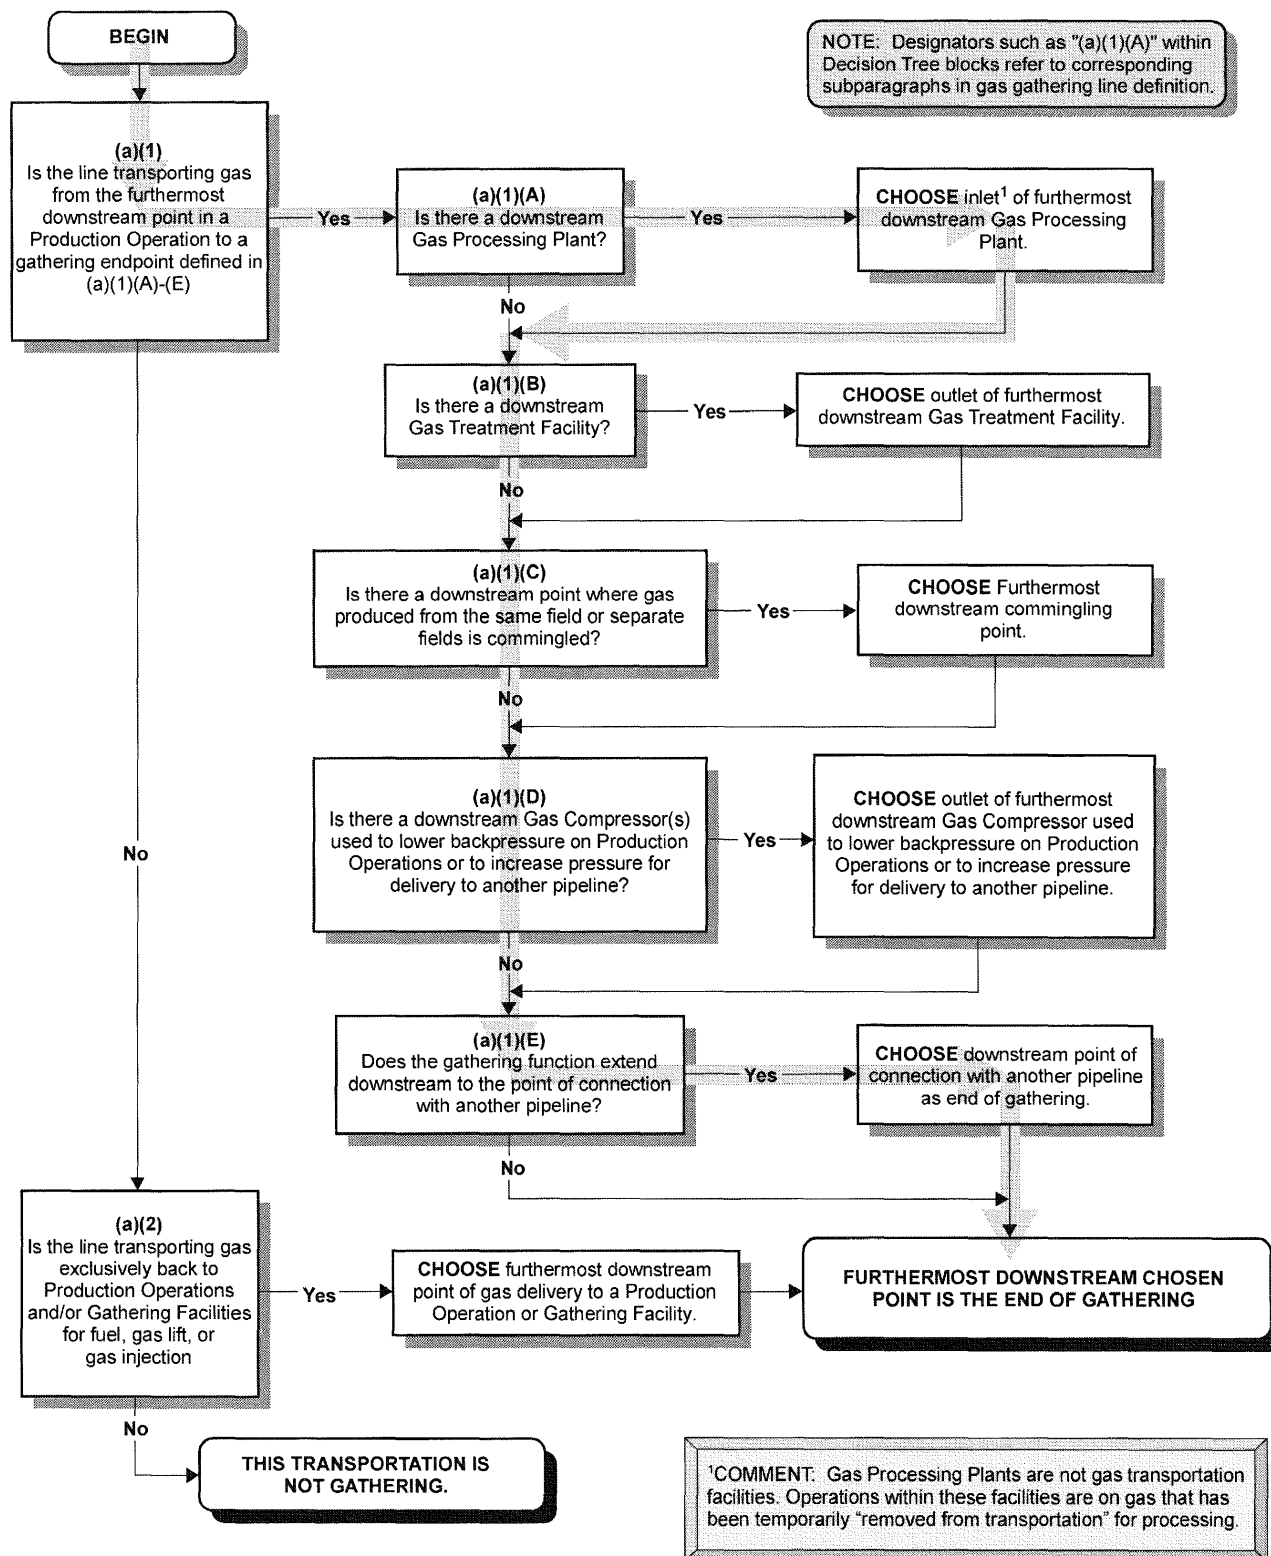 BEGIN
NOTE: Designators such as "(a)(1)(A)" within
Decision Tree blocks refer to corresponding
subparagraphs in gas gathering line definition.
(a)(1)
Is the line transporting gas
from the furthermost
downstream point in a
Production Operation to a
gathering endpoint defined in
(a)(1)(A)-(E)
Yes
(a)(1)(A)
Is there a downstream
Gas Processing Plant?
Yes
CHOOSE inlet¹ of furthermost
downstream Gas Processing
Plant.
No
(a)(1)(B)
Is there a downstream
Gas Treatment Facility?
Yes
CHOOSE outlet of furthermost
downstream Gas Treatment Facility.
No
(a)(1)(C)
Is there a downstream point where gas
produced from the same field or separate
fields is commingled?
Yes
CHOOSE Furthermost
downstream commingling
point.
No
(a)(1)(D)
Is there a downstream Gas Compressor(s)
used to lower backpressure on Production
Operations or to increase pressure for
delivery to another pipeline?
Yes
CHOOSE outlet of furthermost
downstream Gas Compressor used
to lower backpressure on Production
Operations or to increase pressure
for delivery to another pipeline.
No
No
(a)(1)(E)
Does the gathering function extend
downstream to the point of connection
with another pipeline?
Yes
CHOOSE downstream point of
connection with another pipeline
as end of gathering.
No
(a)(2)
Is the line transporting gas
exclusively back to
Production Operations
and/or Gathering Facilities
for fuel, gas lift, or
gas injection
Yes
CHOOSE furthermost downstream
point of gas delivery to a Production
Operation or Gathering Facility.
FURTHERMOST DOWNSTREAM CHOSEN
POINT IS THE END OF GATHERING
No
THIS TRANSPORTATION IS
NOT GATHERING.
¹COMMENT: Gas Processing Plants are not gas transportation
facilities. Operations within these facilities are on gas that has
been temporarily “removed from transportation” for processing.